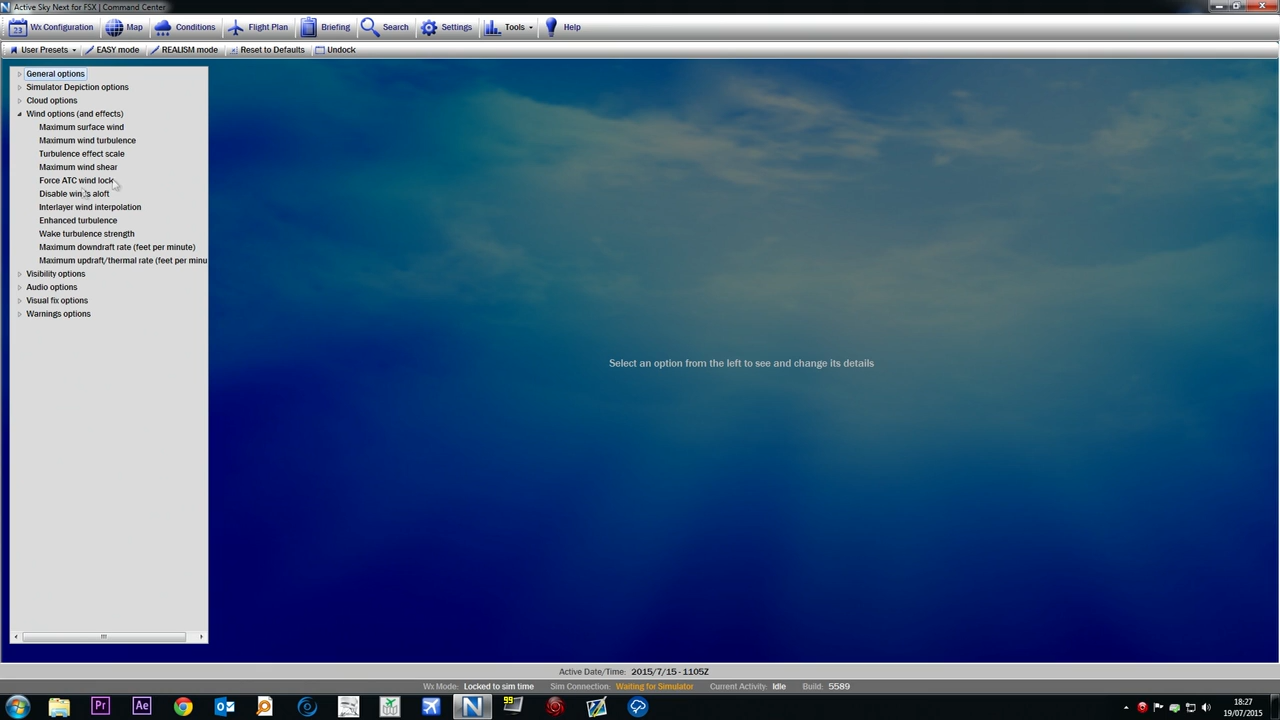 Active Sky Next for FSX | Command Center
23 Wx Configuration Map Conditions Flight Plan Briefing Search Settings Tools Help
User Presets EASY mode REALISM mode Reset to Defaults Undock
General options
Simulator Depiction options
Cloud options
Wind options (and effects)
Maximum surface wind
Maximum wind turbulence
Turbulence effect scale
Maximum wind shear
Force ATC wind lock
Disable winds aloft
Interlayer wind interpolation
Enhanced turbulence
Wake turbulence strength
Maximum downdraft rate (feet per minute)
Maximum updraft/thermal rate (feet per minu
Visibility options
Audio options
Visual fix options
Warnings options
Select an option from the left to see and change its details
Active Date/Time: 2015/7/15 - 1105Z
Wx Mode: Locked to sim time Sim Connection: Waiting for Simulator Current Activity: Idle Build: 5589
Pr Ae N 99
18:27
19/07/2015